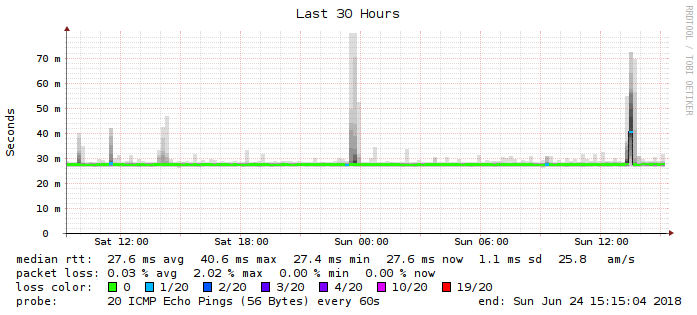 Last 30 Hours
RRDTOOL / TOBI OETIKER
Seconds
70 m
60 m
50 m
40 m
30 m
20 m
10 m
0
Sat 12:00 Sat 18:00 Sun 00:00 Sun 06:00 Sun 12:00
median rtt: 27.6 ms avg 40.6 ms max 27.4 ms min 27.6 ms now 1.1 ms sd 25.8 am/s
packet loss: 0.03 % avg 2.02 % max 0.00 % min 0.00 % now
loss color: 0 1/20 2/20 3/20 4/20 10/20 19/20
probe: 20 ICMP Echo Pings (56 Bytes) every 60s end: Sun Jun 24 15:15:04 2018